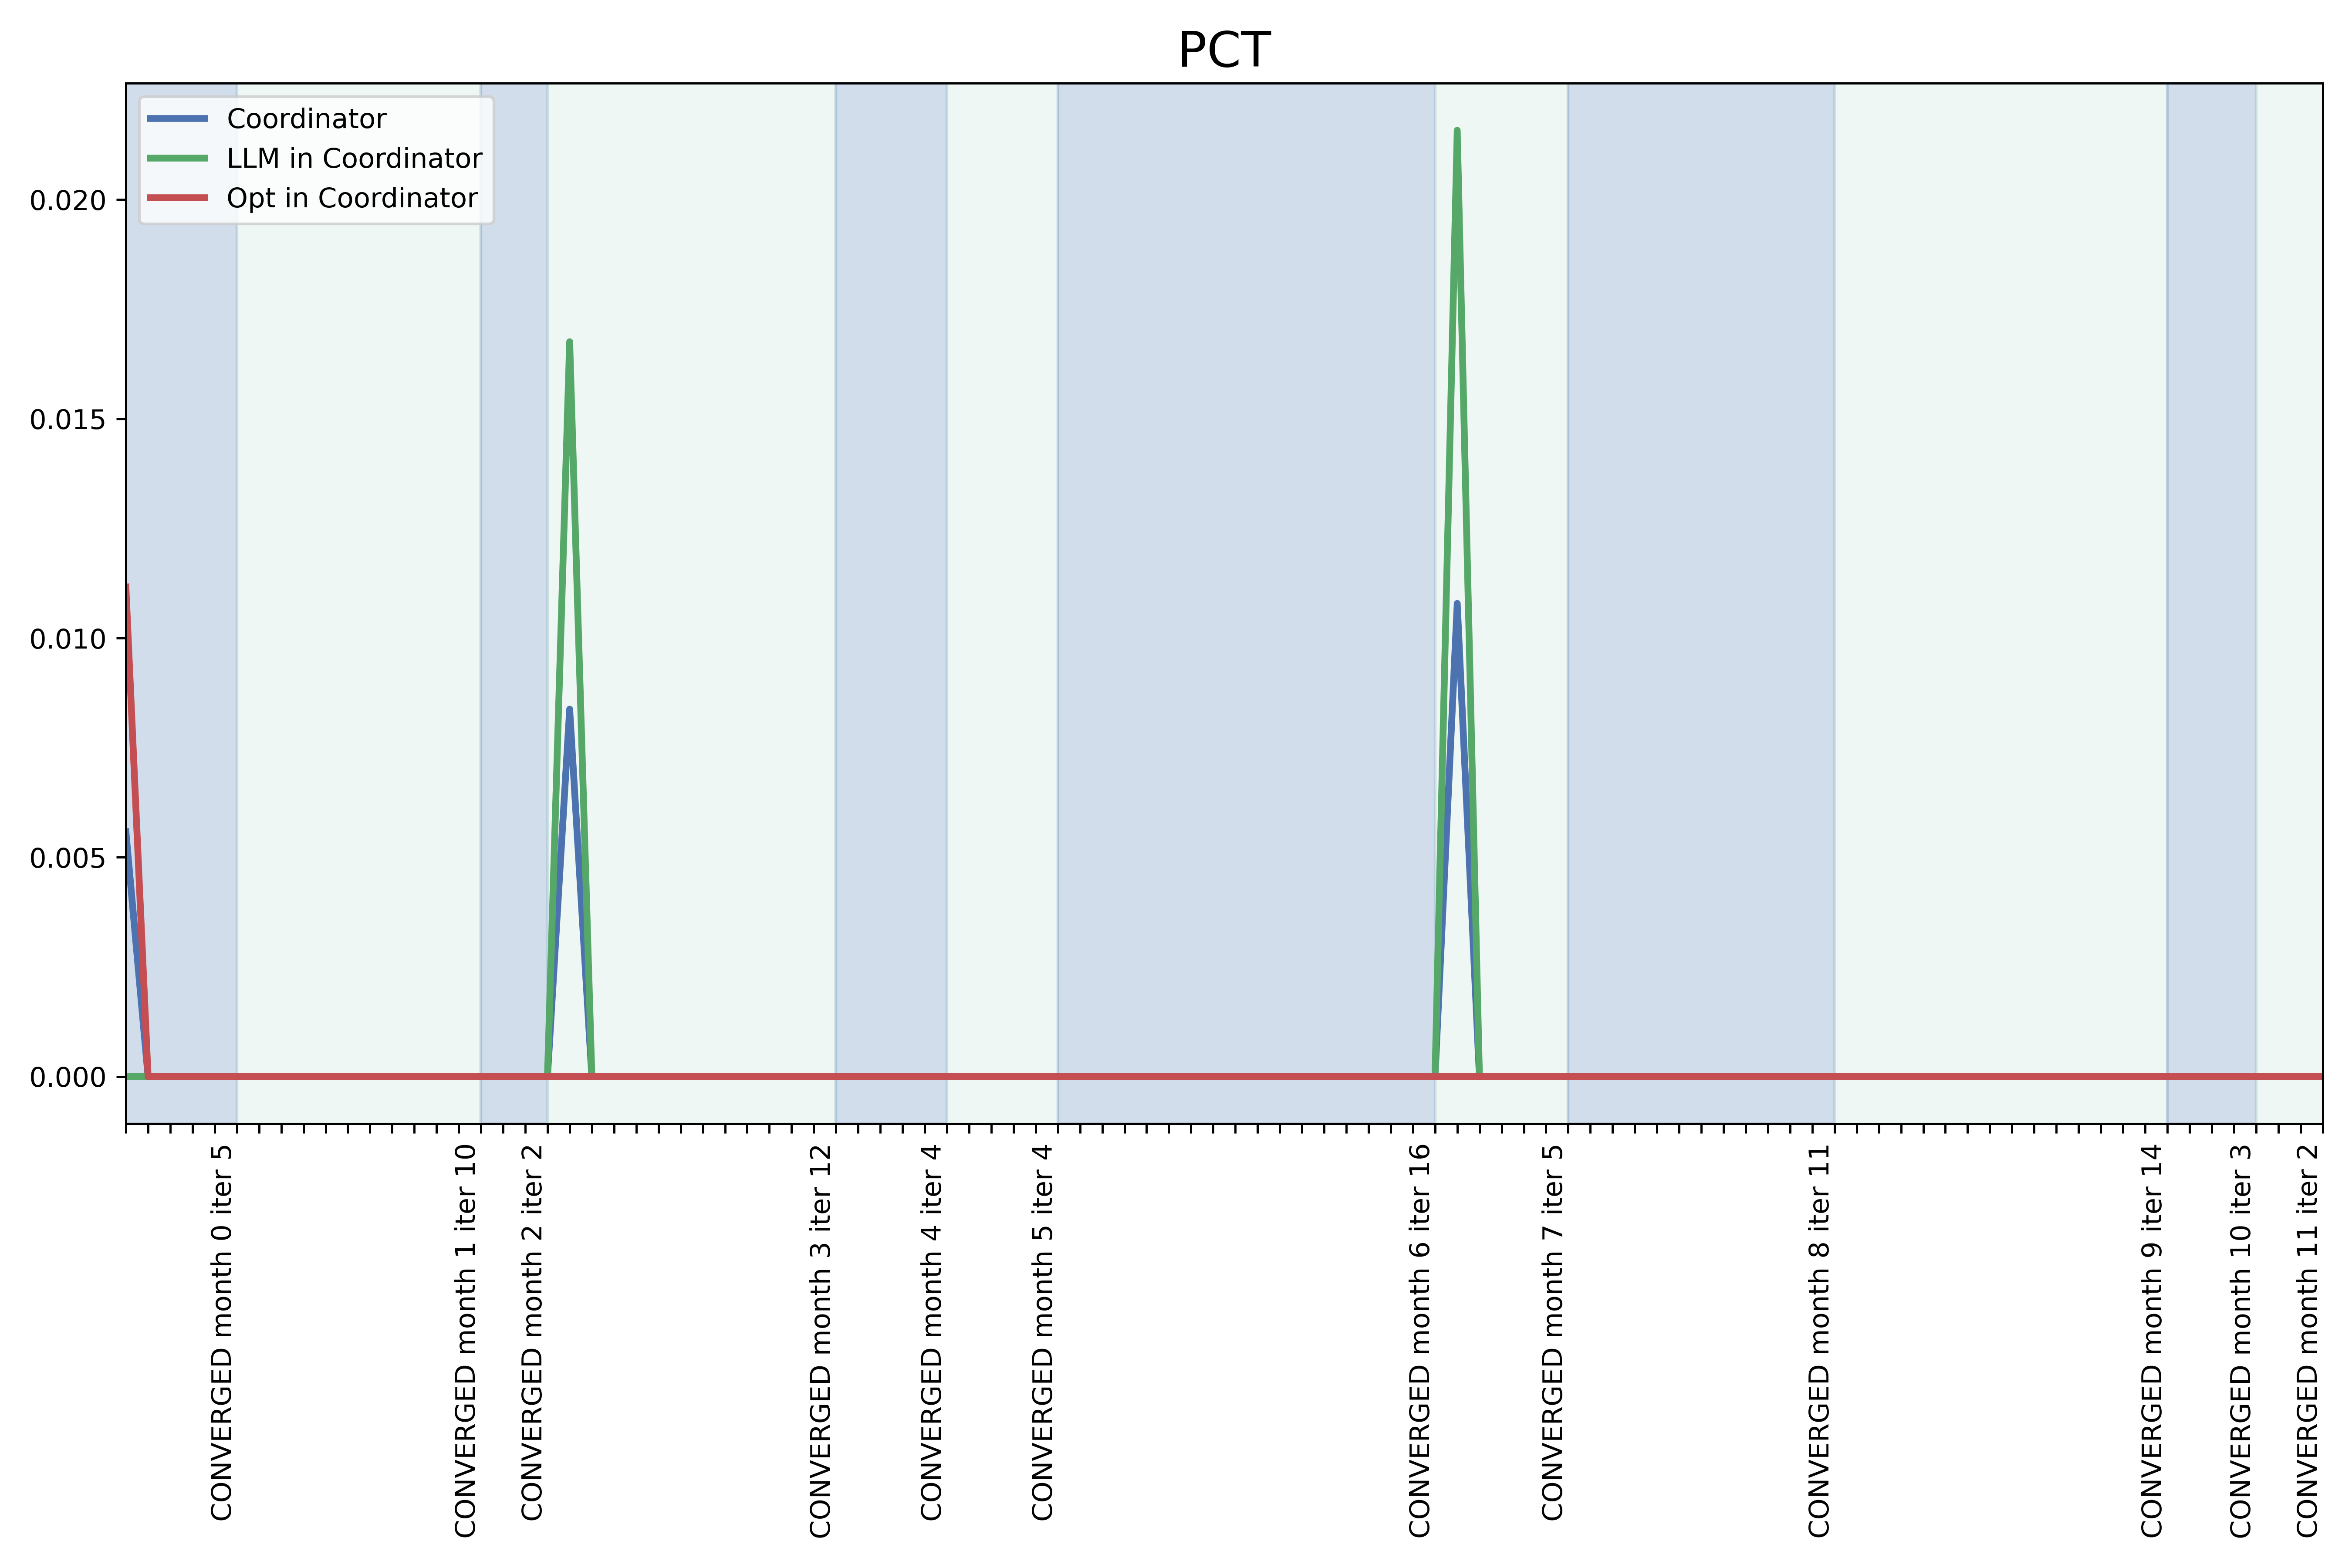 PCT
Coordinator
LLM in Coordinator
Opt in Coordinator
0.020
0.015
0.010
0.005
0.000
CONVERGED month 0 iter 5
CONVERGED month 1 iter 10
CONVERGED month 2 iter 2
CONVERGED month 3 iter 12
CONVERGED month 4 iter 4
CONVERGED month 5 iter 4
CONVERGED month 6 iter 16
CONVERGED month 7 iter 5
CONVERGED month 8 iter 11
CONVERGED month 9 iter 14
CONVERGED month 10 iter 3
CONVERGED month 11 iter 2